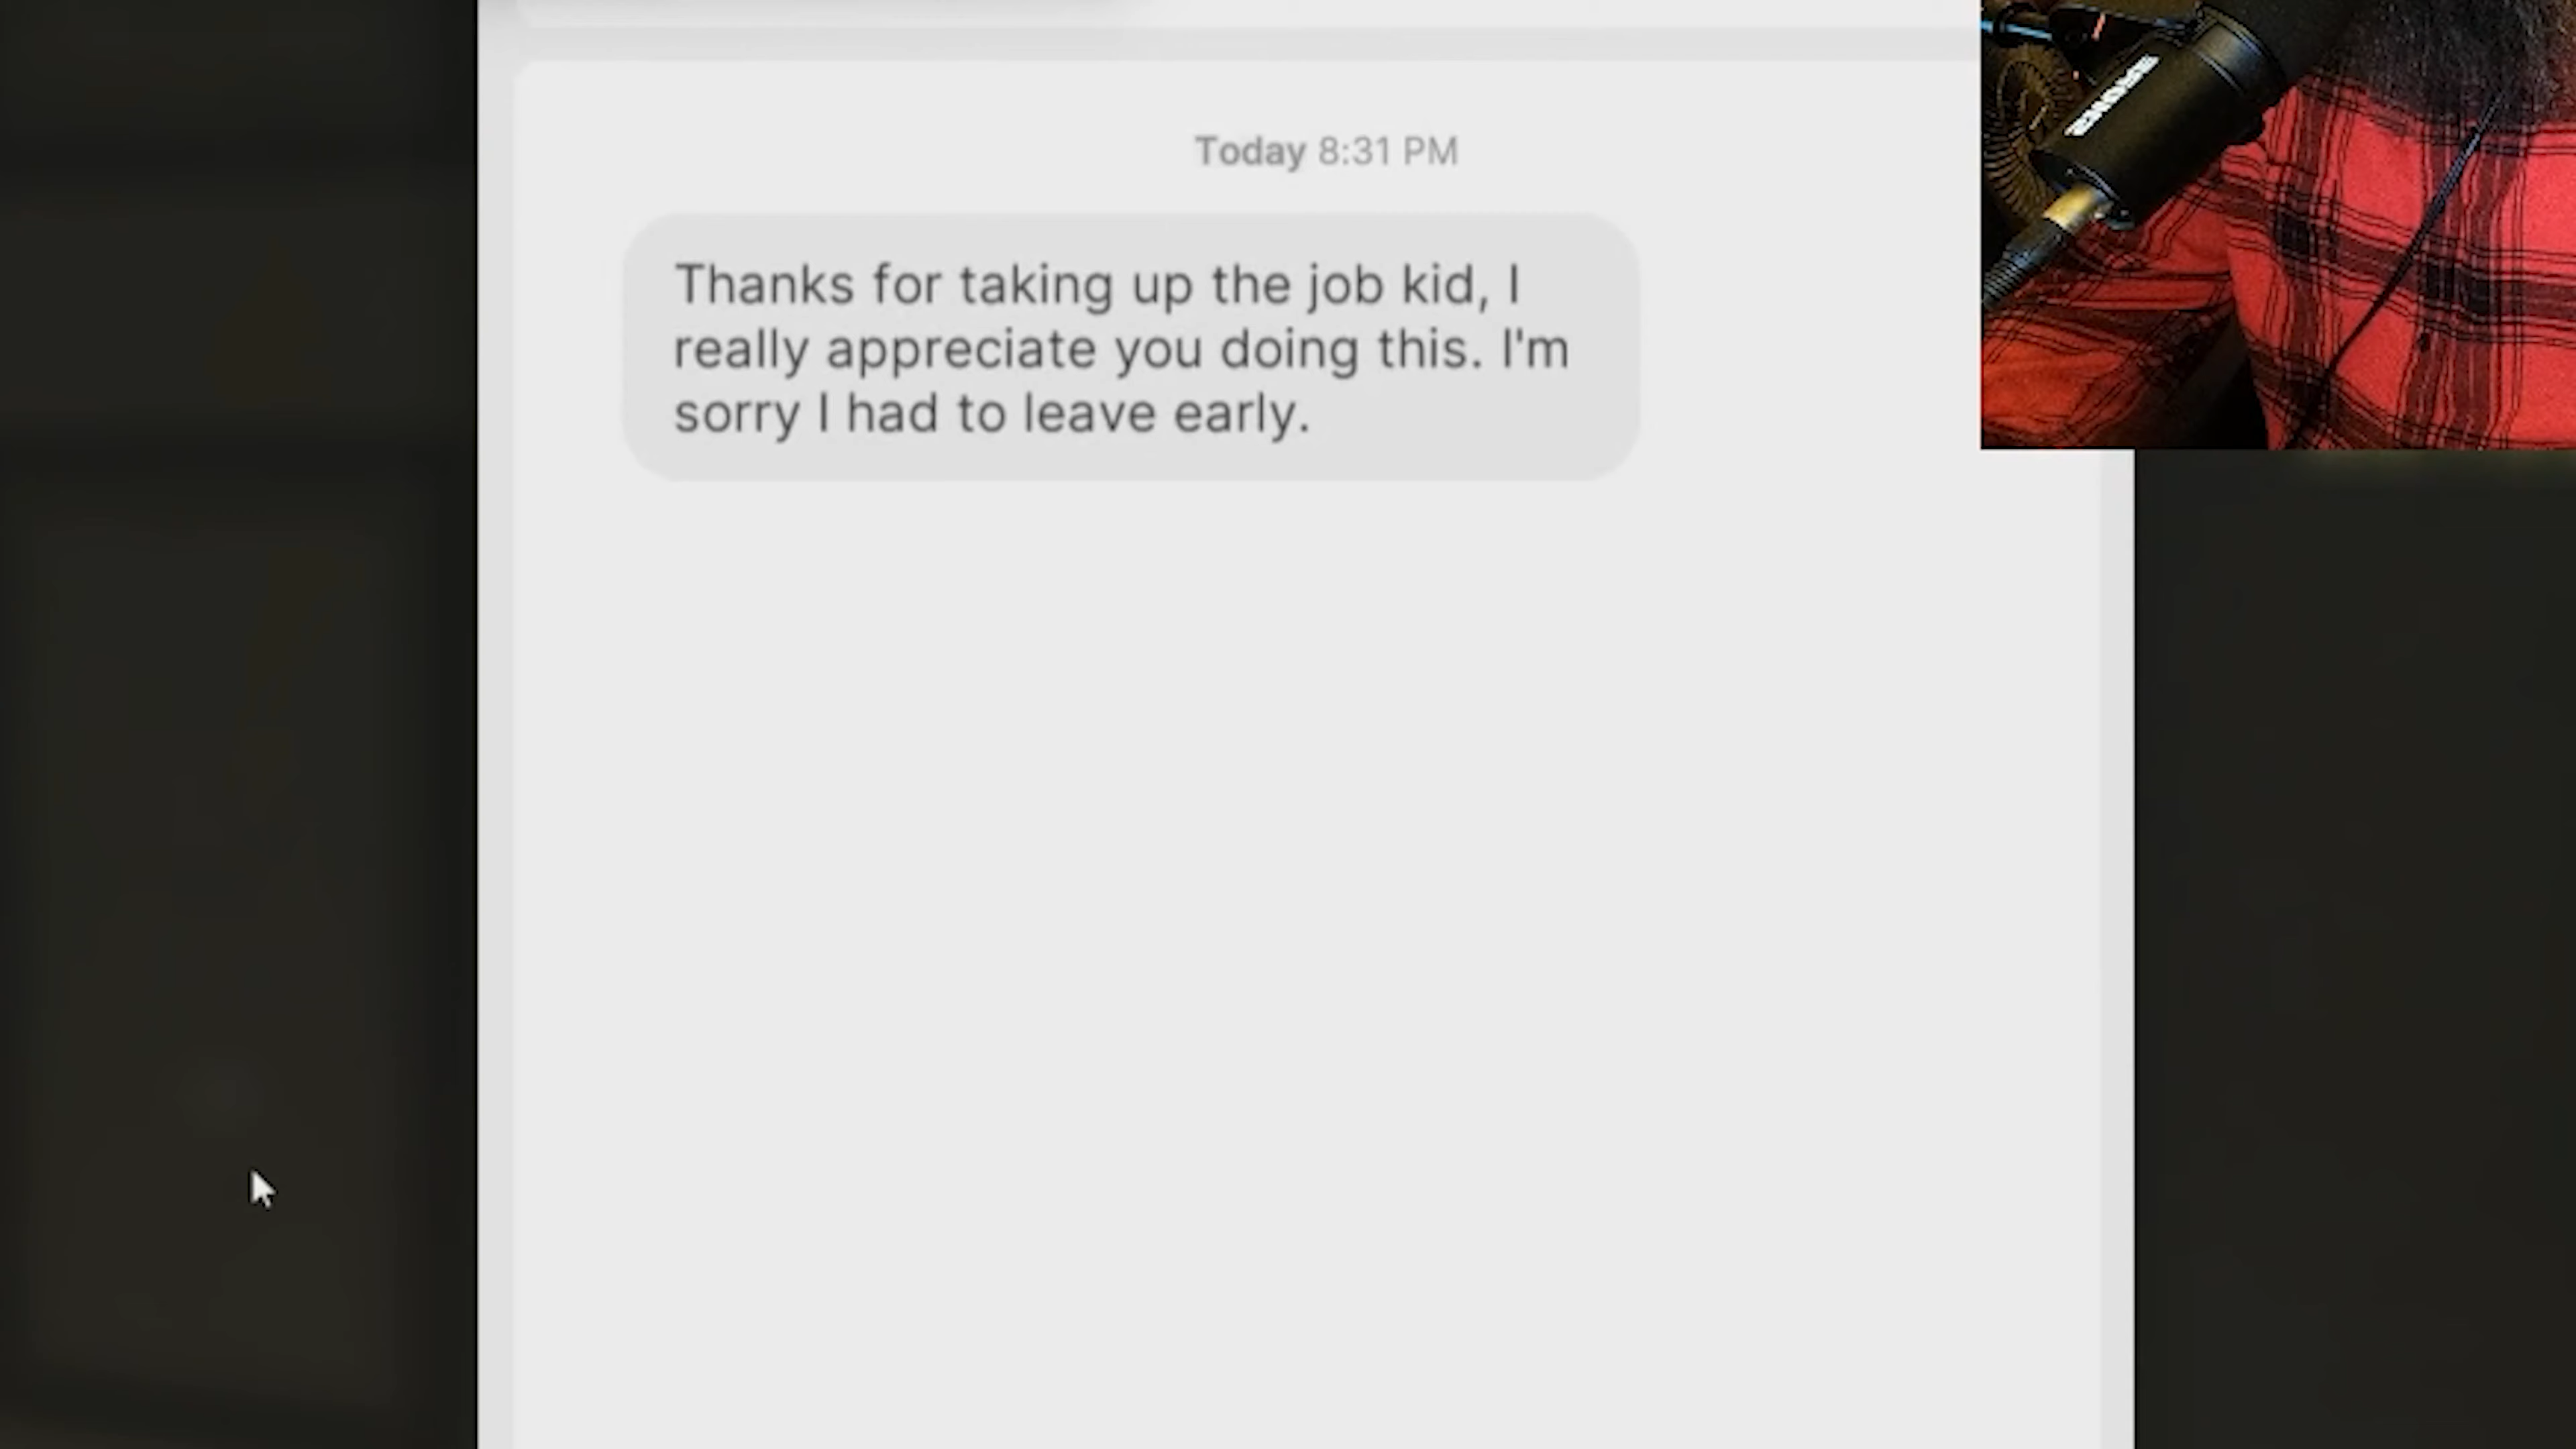 Today 8:31 PM
Thanks for taking up the job kid, I
really appreciate you doing this. I'm
sorry I had to leave early.